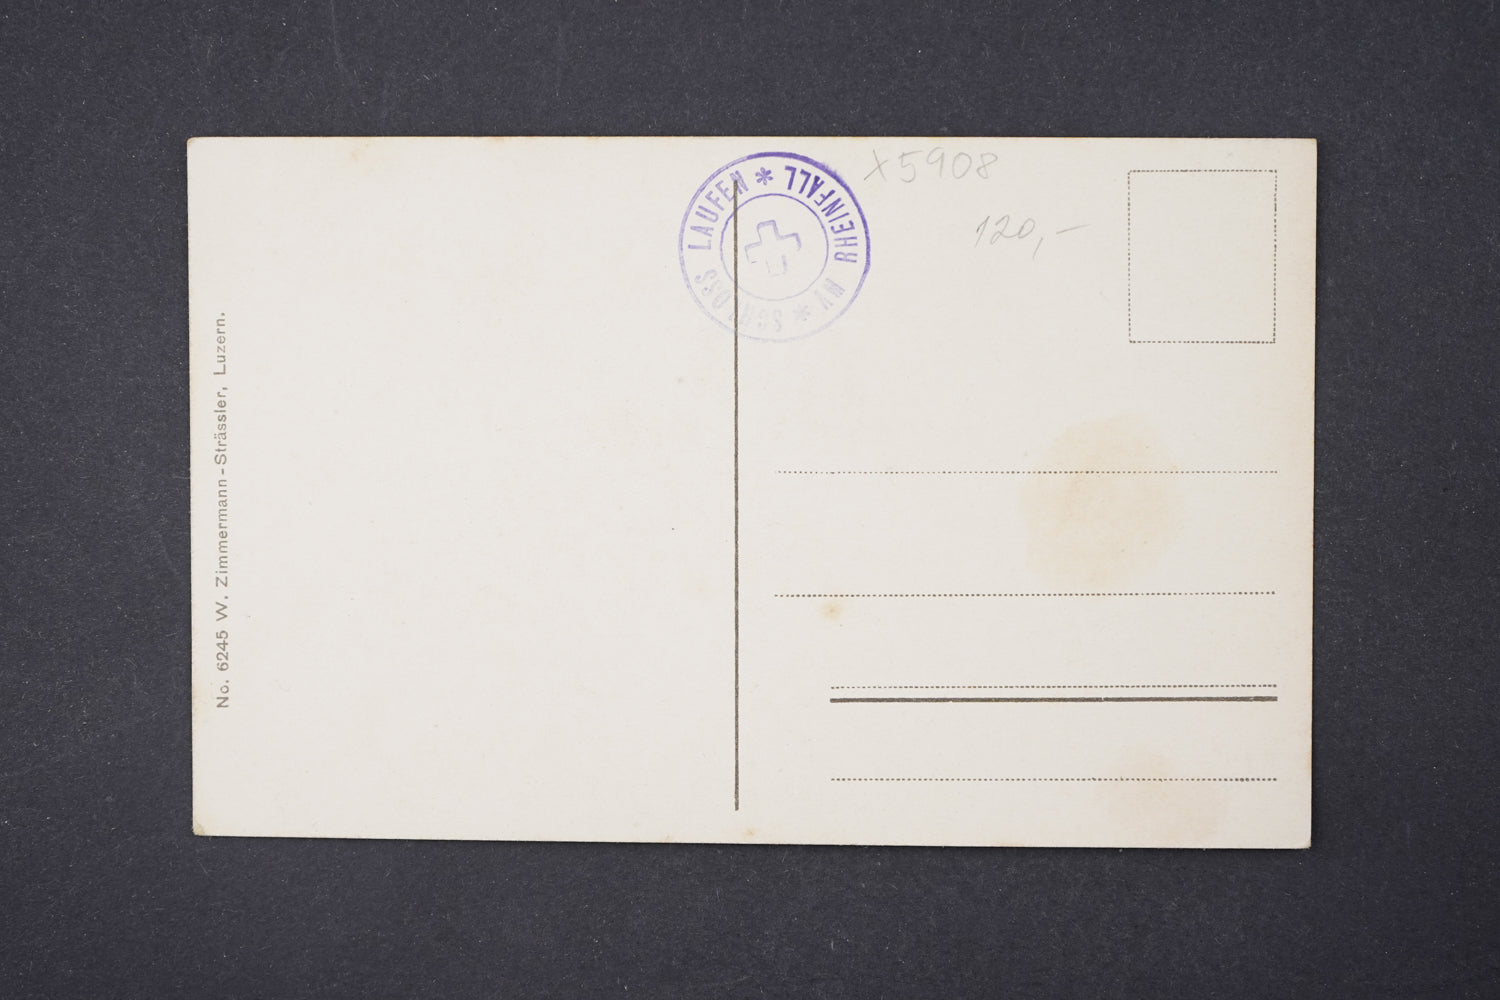 SCHLOSS LAUFEN * AM RHEINFALL *
X5908
120,-
No. 6245 W. Zimmermann-Strässler, Luzern.